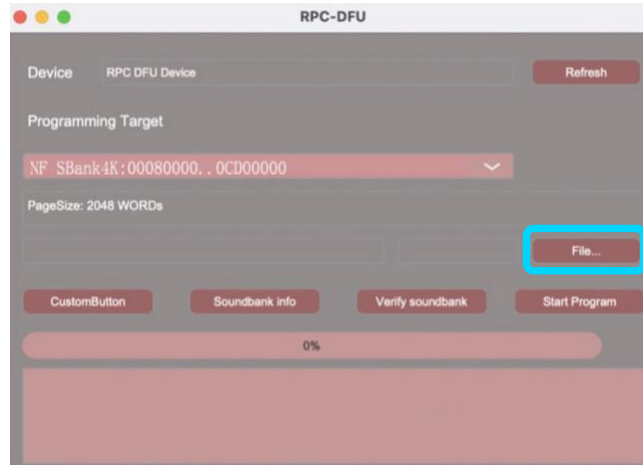 RPC-DFU
Device RPC DFU Device Refresh
Programming Target
NF SBank4K:00080000..0CD00000
PageSize: 2048 WORDs
File...
CustomButton Soundbank info Verify soundbank Start Program
0%